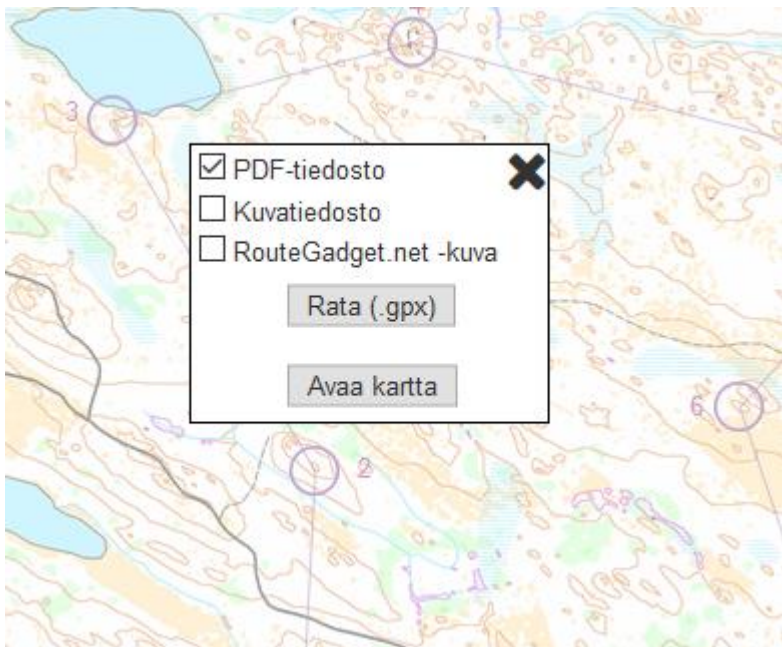 3
PDF-tiedosto
Kuvatiedosto
RouteGadget.net -kuva
Rata (.gpx)
Avaa kartta
6
2